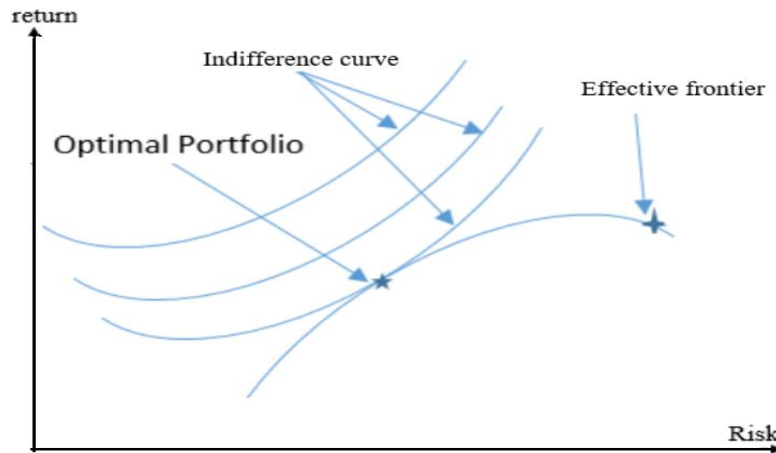 return
Indifference curve
Effective frontier
Optimal Portfolio
Risk